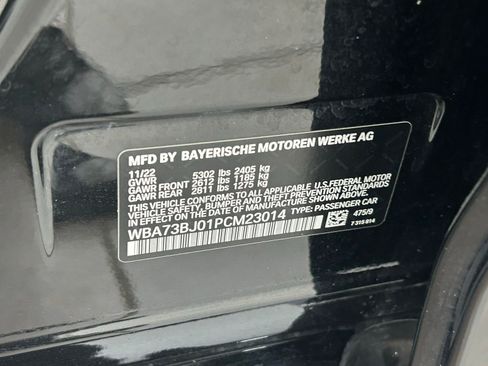 MFD BY BAYERISCHE MOTOREN WERKE AG
11/22
GVWR 5302 lbs 2405 kg
GAWR FRONT 2612 lbs 1185 kg
GAWR REAR 2811 lbs 1275 kg
THIS VEHICLE CONFORMS TO ALL APPLICABLE U.S. FEDERAL MOTOR
VEHICLE SAFETY, BUMPER AND THEFT PREVENTION STANDARDS
IN EFFECT ON THE DATE OF MANUFACTURE SHOWN ABOVE.
WBA73BJ01PCM23014 TYPE: PASSENGER CAR
475/9
7 315 914